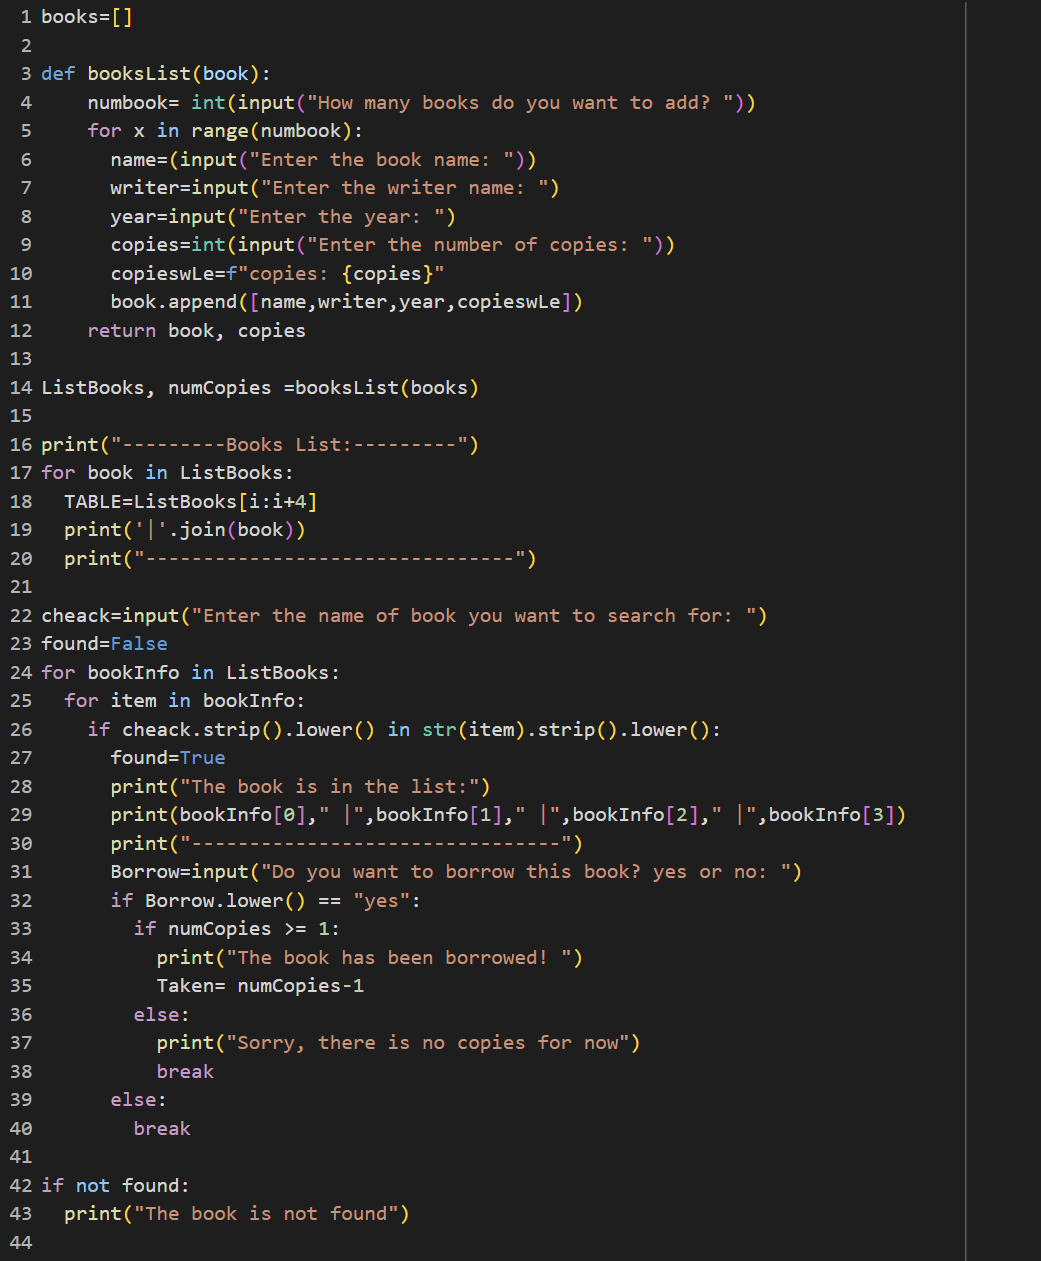 1 books=[]
2
3 def booksList(book):
4     numbook= int(input("How many books do you want to add? "))
5     for x in range(numbook):
6       name=(input("Enter the book name: "))
7       writer=input("Enter the writer name: ")
8       year=input("Enter the year: ")
9       copies=int(input("Enter the number of copies: "))
10       copieswLe=f"copies: {copies}"
11       book.append([name,writer,year,copieswLe])
12     return book, copies
13
14 ListBooks, numCopies =booksList(books)
15
16 print("---------Books List:---------")
17 for book in ListBooks:
18   TABLE=ListBooks[i:i+4]
19   print('|'.join(book))
20   print("--------------------------------")
21
22 cheack=input("Enter the name of book you want to search for: ")
23 found=False
24 for bookInfo in ListBooks:
25   for item in bookInfo:
26     if cheack.strip().lower() in str(item).strip().lower():
27       found=True
28       print("The book is in the list:")
29       print(bookInfo[0]," |",bookInfo[1]," |",bookInfo[2]," |",bookInfo[3])
30       print("--------------------------------")
31       Borrow=input("Do you want to borrow this book? yes or no: ")
32       if Borrow.lower() == "yes":
33         if numCopies >= 1:
34           print("The book has been borrowed! ")
35           Taken= numCopies-1
36         else:
37           print("Sorry, there is no copies for now")
38           break
39       else:
40         break
41
42 if not found:
43   print("The book is not found")
44